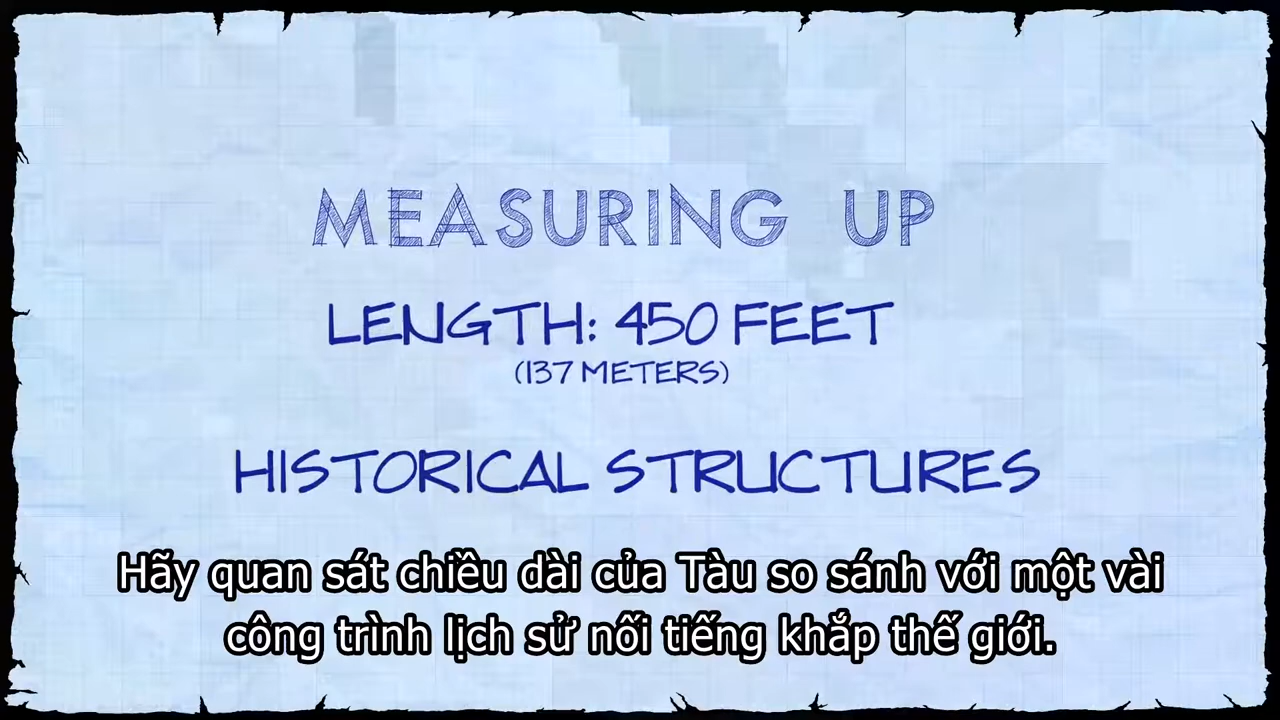 MEASURING UP
LENGTH: 450 FEET
(137 METERS)
HISTORICAL STRUCTURES
Hãy quan sát chiều dài của Tàu so sánh với một vài
công trình lịch sử nổi tiếng khắp thế giới.